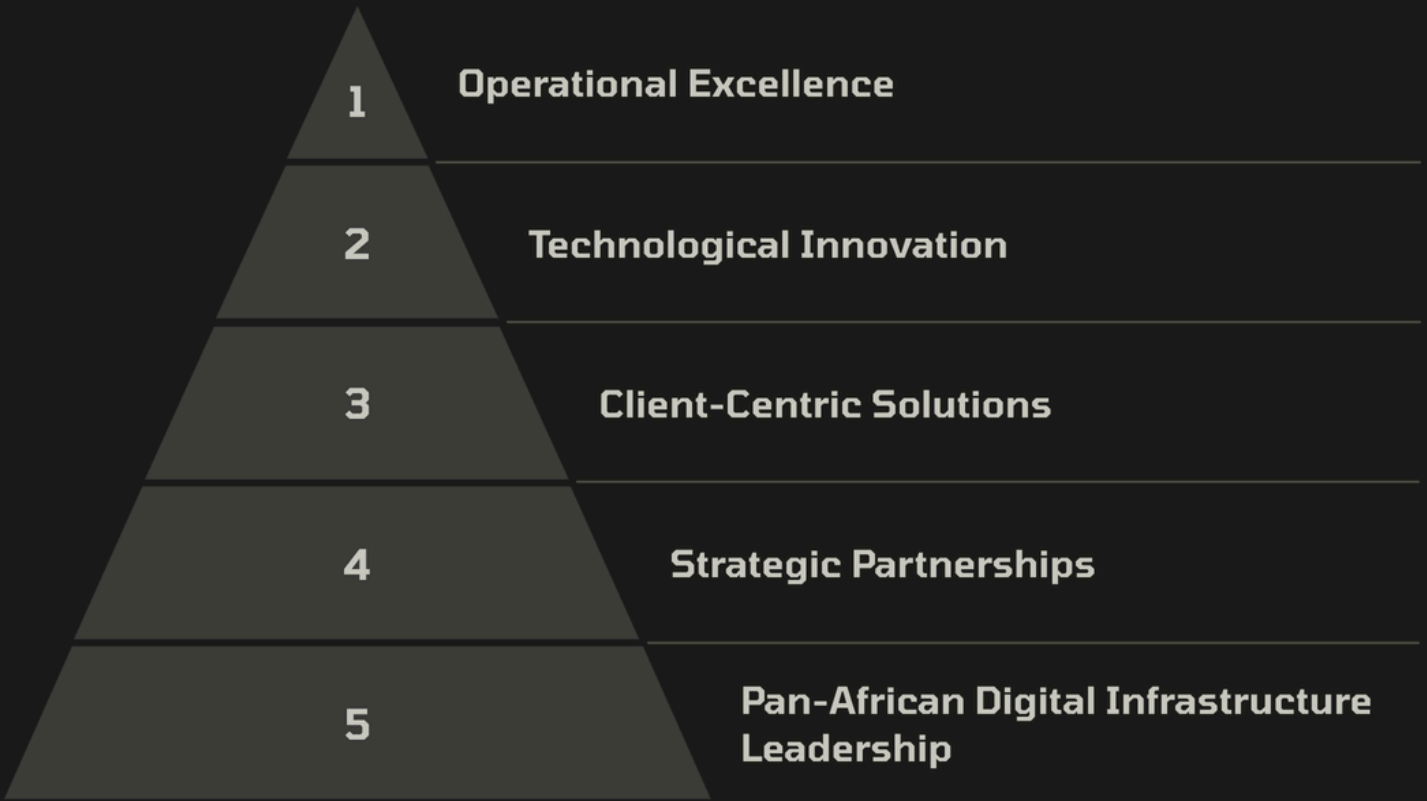 1
Operational Excellence
2
Technological Innovation
3
Client-Centric Solutions
4
Strategic Partnerships
5
Pan-African Digital Infrastructure
Leadership